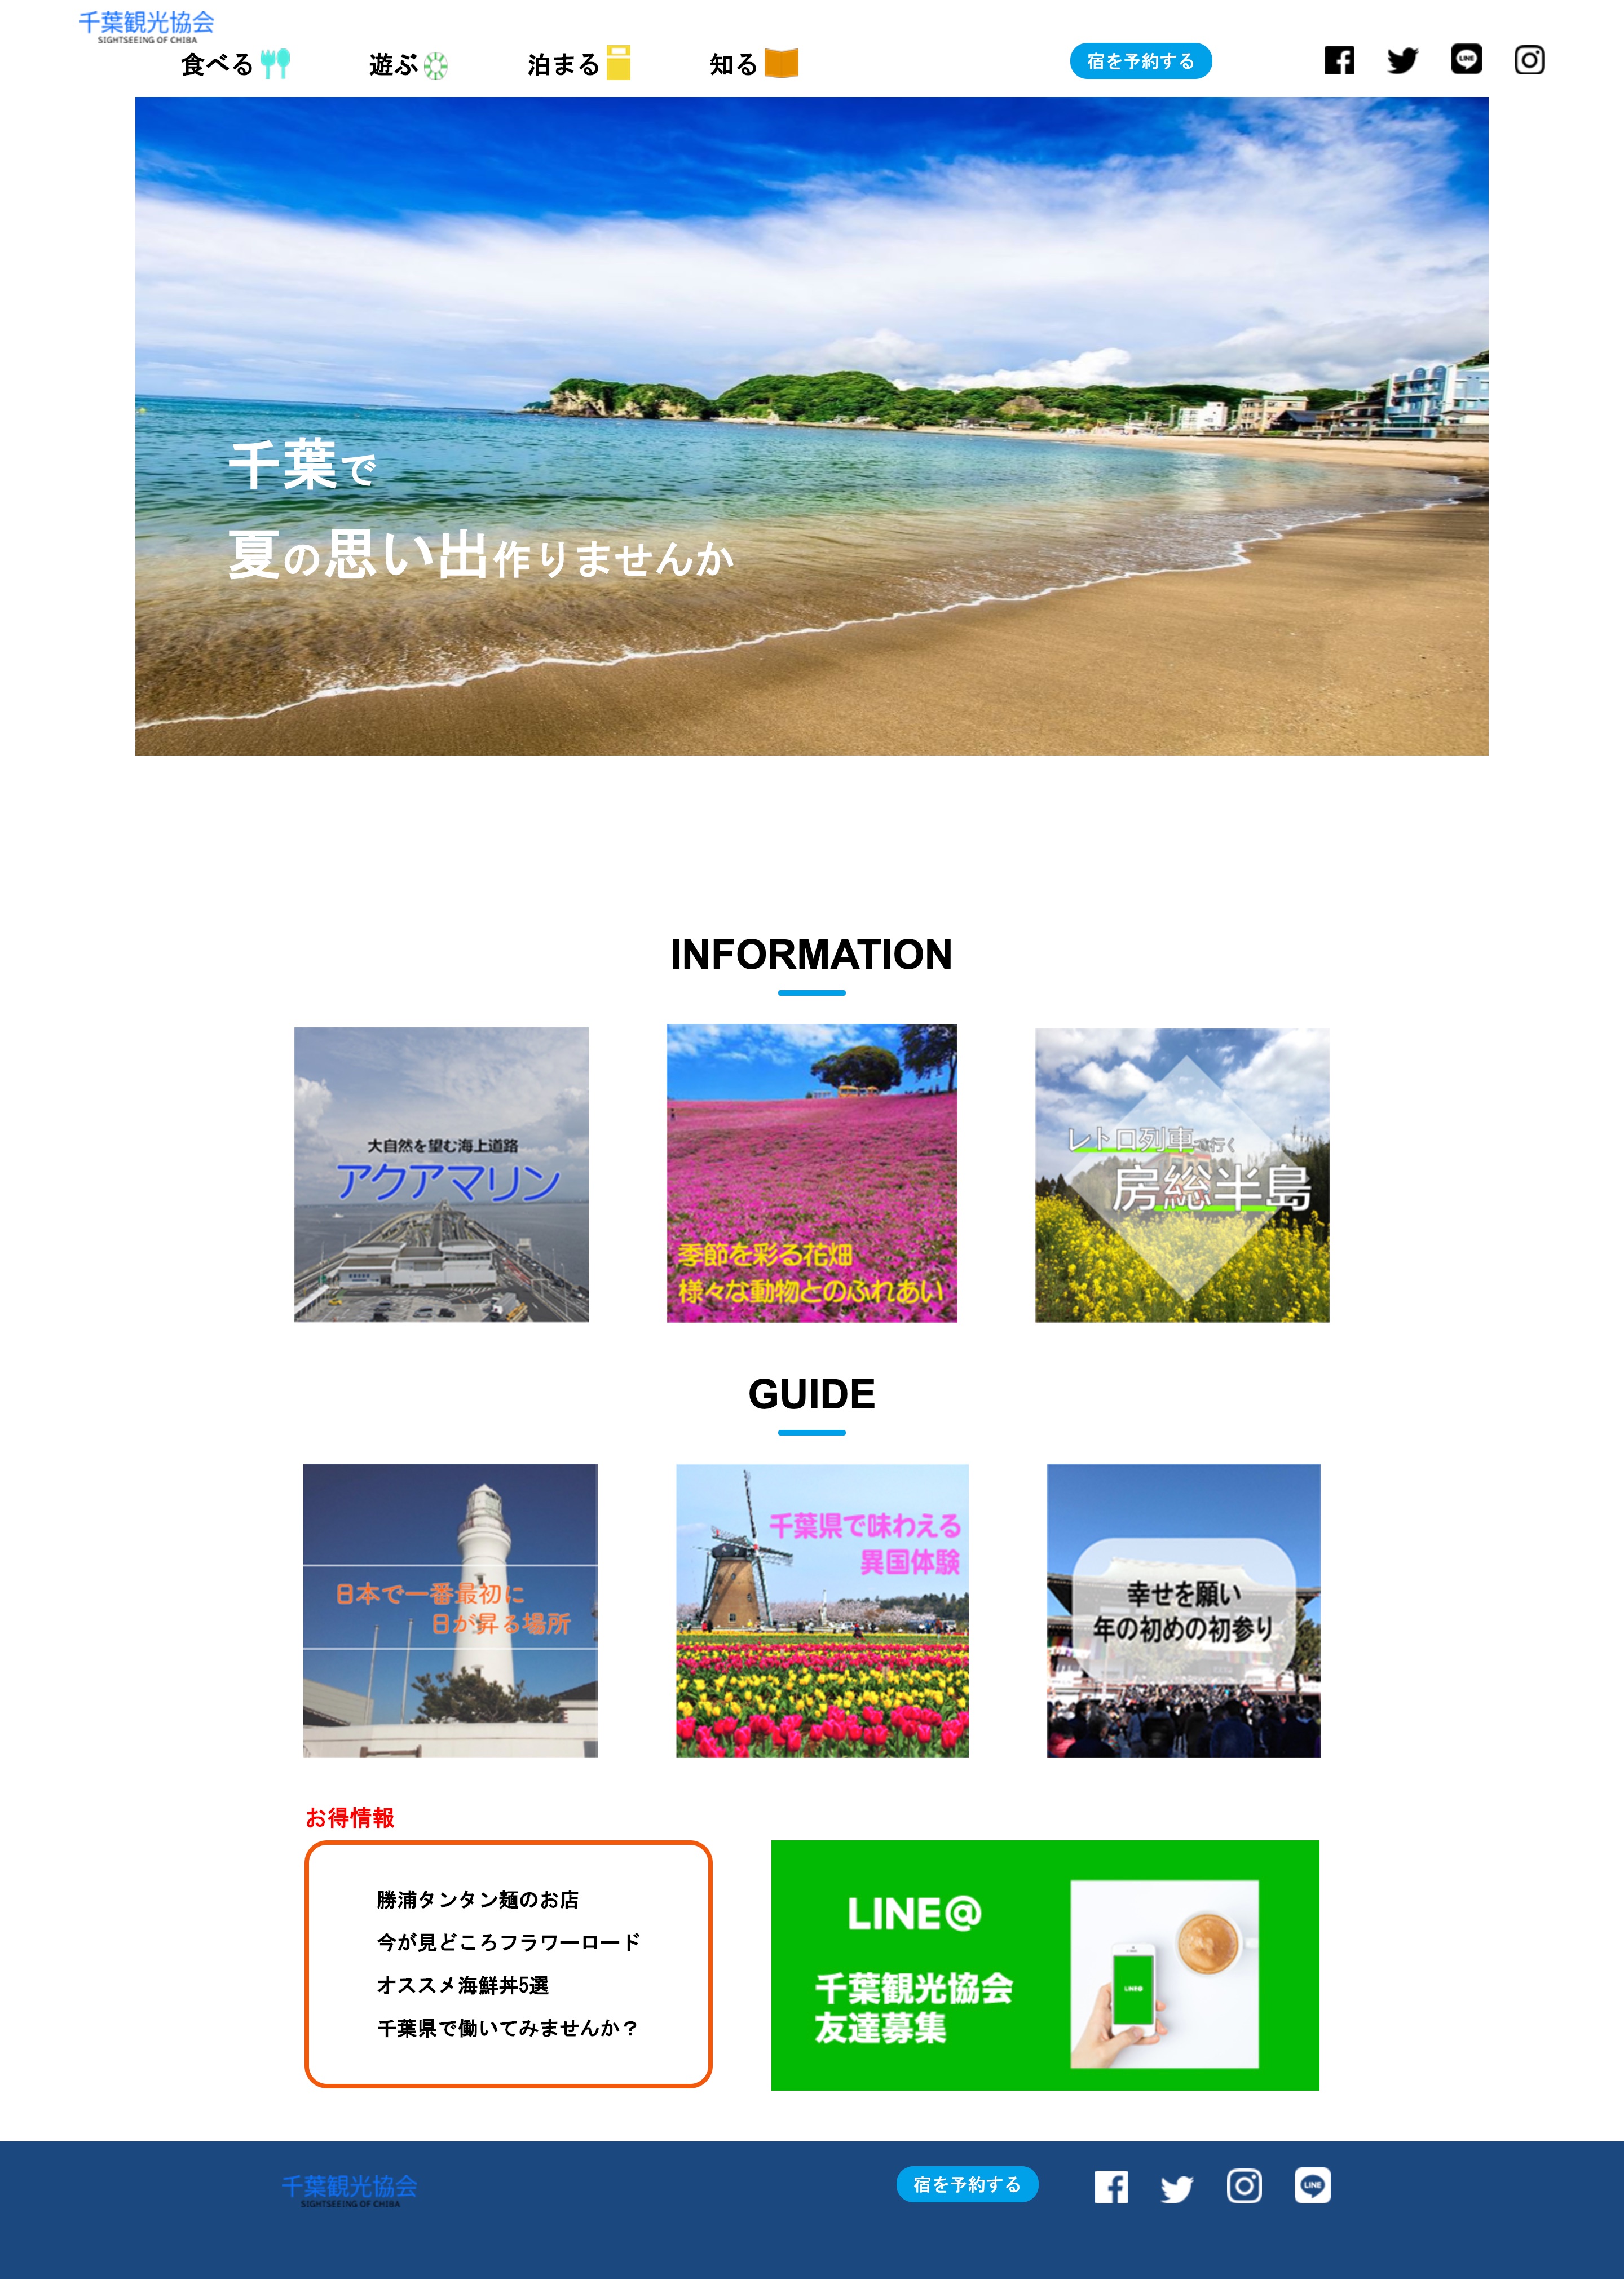 千葉観光協会
SIGHTSEEING OF CHIBA
食べる
遊ぶ
泊まる
知る
宿を予約する
LINE
千葉で
夏の思い出作りませんか
INFORMATION
大自然を望む海上道路
アクアマリン
季節を彩る花畑
様々な動物とのふれあい
レトロ列車で行く
房総半島
GUIDE
日本で一番最初に
日が昇る場所
千葉県で味わえる
異国体験
幸せを願い
年の初めの初参り
お得情報
勝浦タンタン麺のお店
今が見どころフラワーロード
オススメ海鮮丼5選
千葉県で働いてみませんか？
LINE@
千葉観光協会
友達募集
LINE@
千葉観光協会
SIGHTSEEING OF CHIBA
宿を予約する
LINE